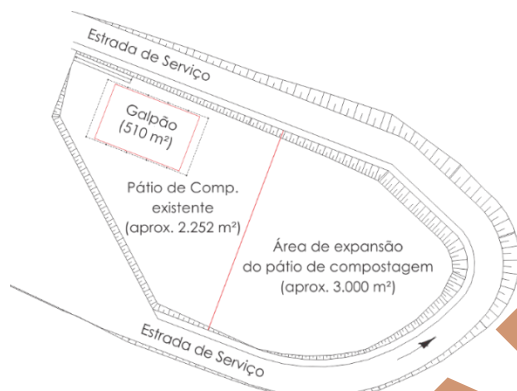 Estrada de Serviço
Galpão
(510 m²)
Pátio de Comp.
existente
(aprox. 2.252 m²)
Área de expansão
do pátio de compostagem
(aprox. 3.000 m²)
Estrada de Serviço